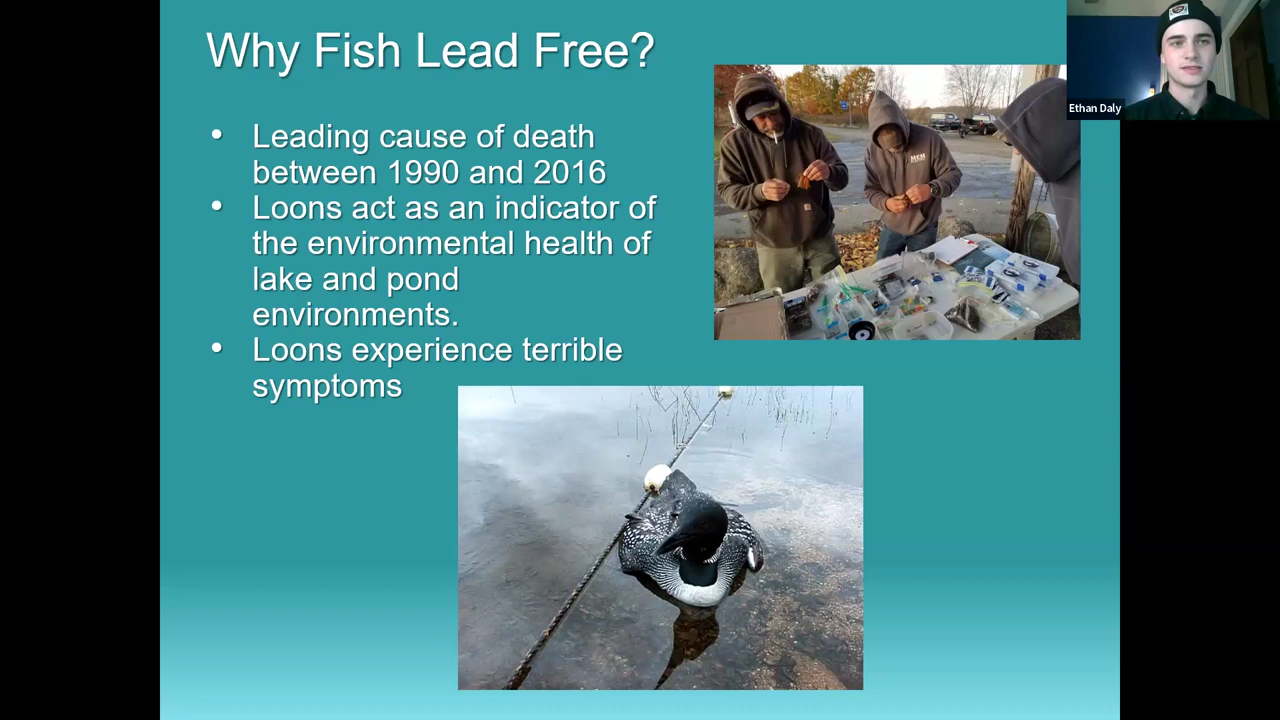 Why Fish Lead Free?
• Leading cause of death
between 1990 and 2016
• Loons act as an indicator of
the environmental health of
lake and pond
environments.
• Loons experience terrible
symptoms
Ethan Daly